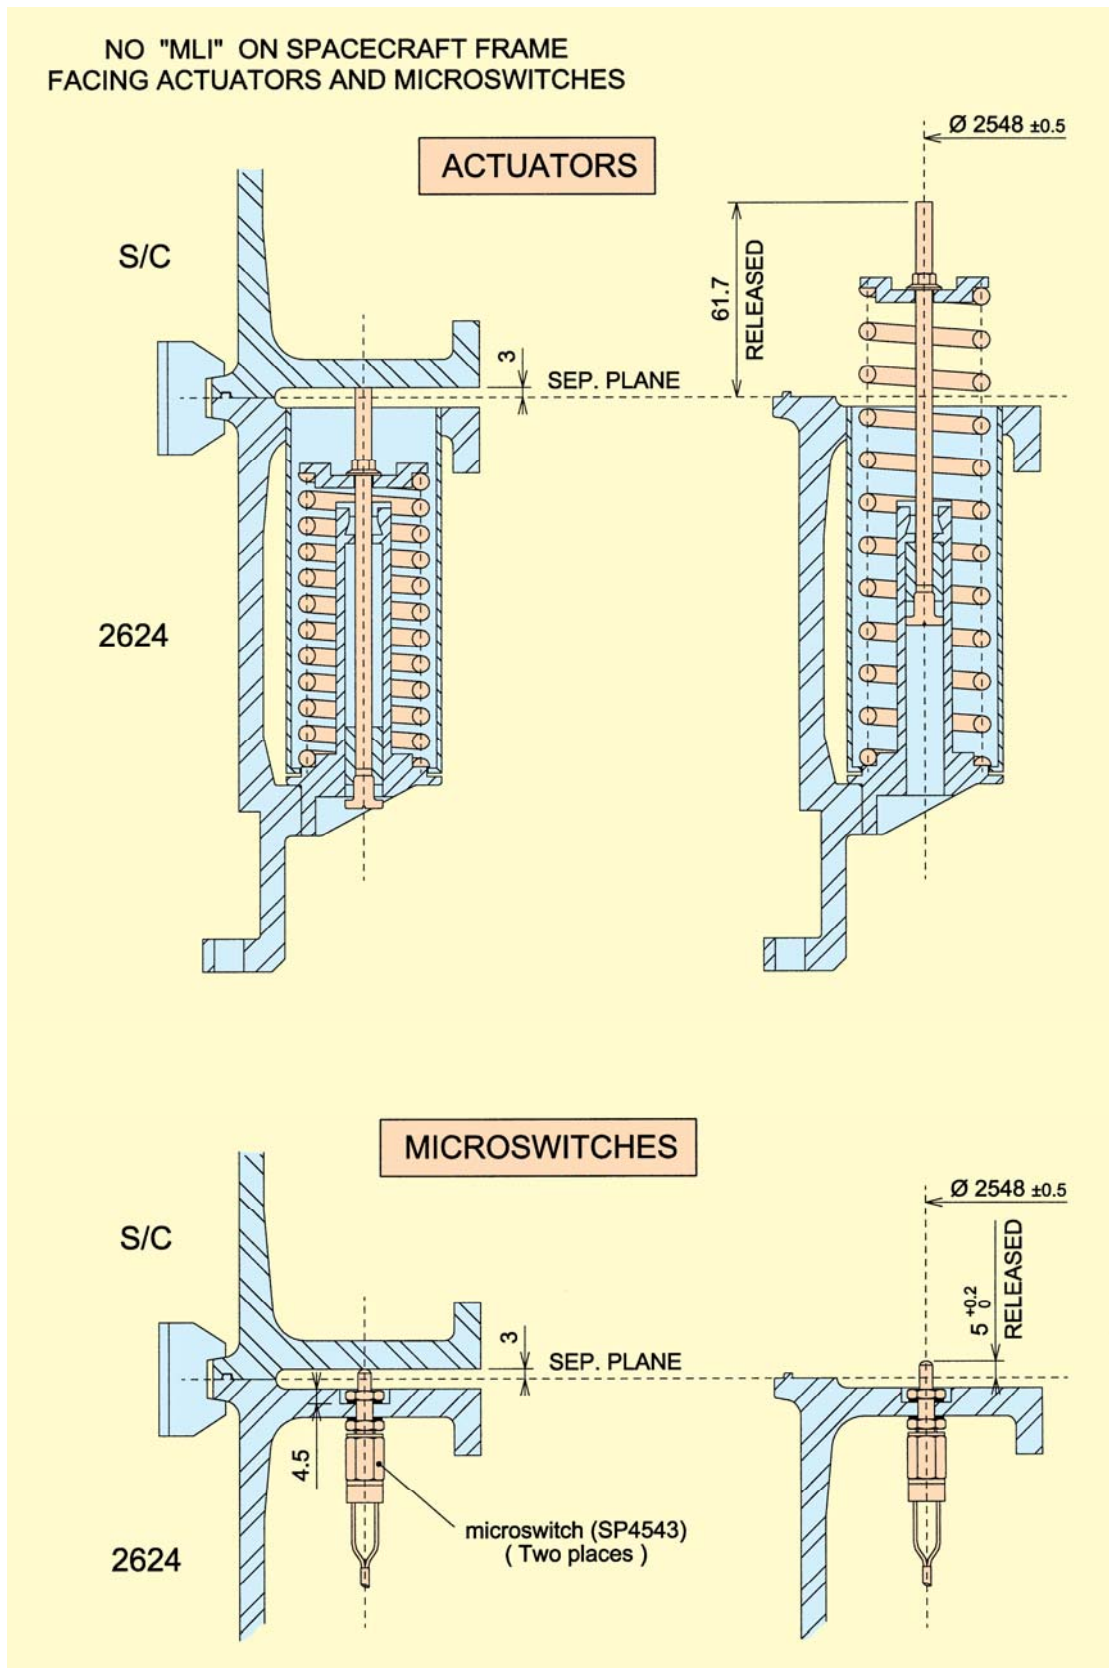 NO "MLI" ON SPACECRAFT FRAME
FACING ACTUATORS AND MICROSWITCHES
Ø 2548 ±0.5
ACTUATORS
S/C
61.7
RELEASED
3
SEP. PLANE
2624
MICROSWITCHES
Ø 2548 ±0.5
S/C
5 +0.2 0
RELEASED
3
SEP. PLANE
4.5
microswitch (SP4543)
( Two places )
2624